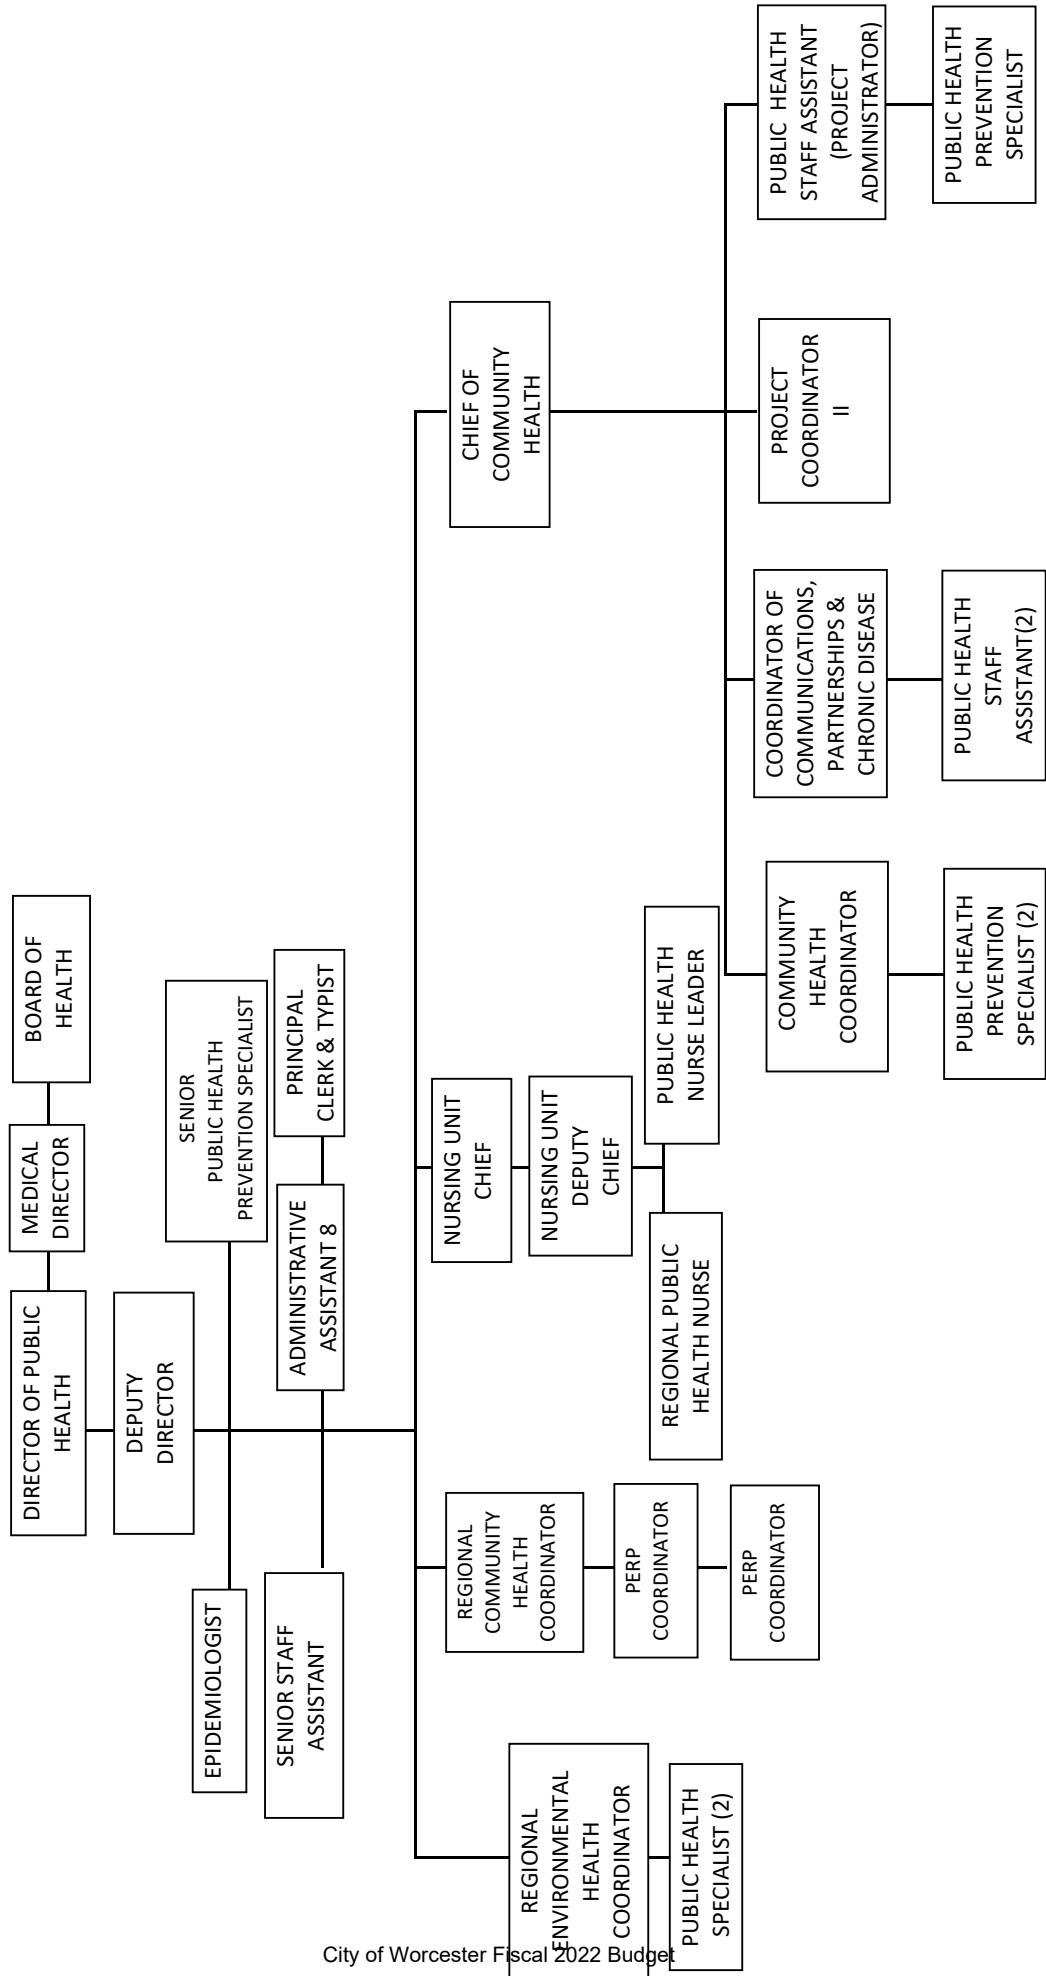 DIRECTOR OF PUBLIC
HEALTH
MEDICAL
DIRECTOR
BOARD OF
HEALTH
DEPUTY
DIRECTOR
EPIDEMIOLOGIST
SENIOR
PUBLIC HEALTH
PREVENTION SPECIALIST
SENIOR STAFF
ASSISTANT
ADMINISTRATIVE
ASSISTANT 8
PRINCIPAL
CLERK & TYPIST
REGIONAL
ENVIRONMENTAL
HEALTH
COORDINATOR
PUBLIC HEALTH
SPECIALIST (2)
REGIONAL
COMMUNITY
HEALTH
COORDINATOR
PERP
COORDINATOR
PERP
COORDINATOR
NURSING UNIT
CHIEF
NURSING UNIT
DEPUTY
CHIEF
REGIONAL PUBLIC
HEALTH NURSE
PUBLIC HEALTH
NURSE LEADER
CHIEF OF
COMMUNITY
HEALTH
COMMUNITY
HEALTH
COORDINATOR
PUBLIC HEALTH
PREVENTION
SPECIALIST (2)
COORDINATOR OF
COMMUNICATIONS,
PARTNERSHIPS &
CHRONIC DISEASE
PUBLIC HEALTH
STAFF
ASSISTANT(2)
PROJECT
COORDINATOR
II
PUBLIC HEALTH
STAFF ASSISTANT
(PROJECT
ADMINISTRATOR)
PUBLIC HEALTH
PREVENTION
SPECIALIST
City of Worcester Fiscal 2022 Budget